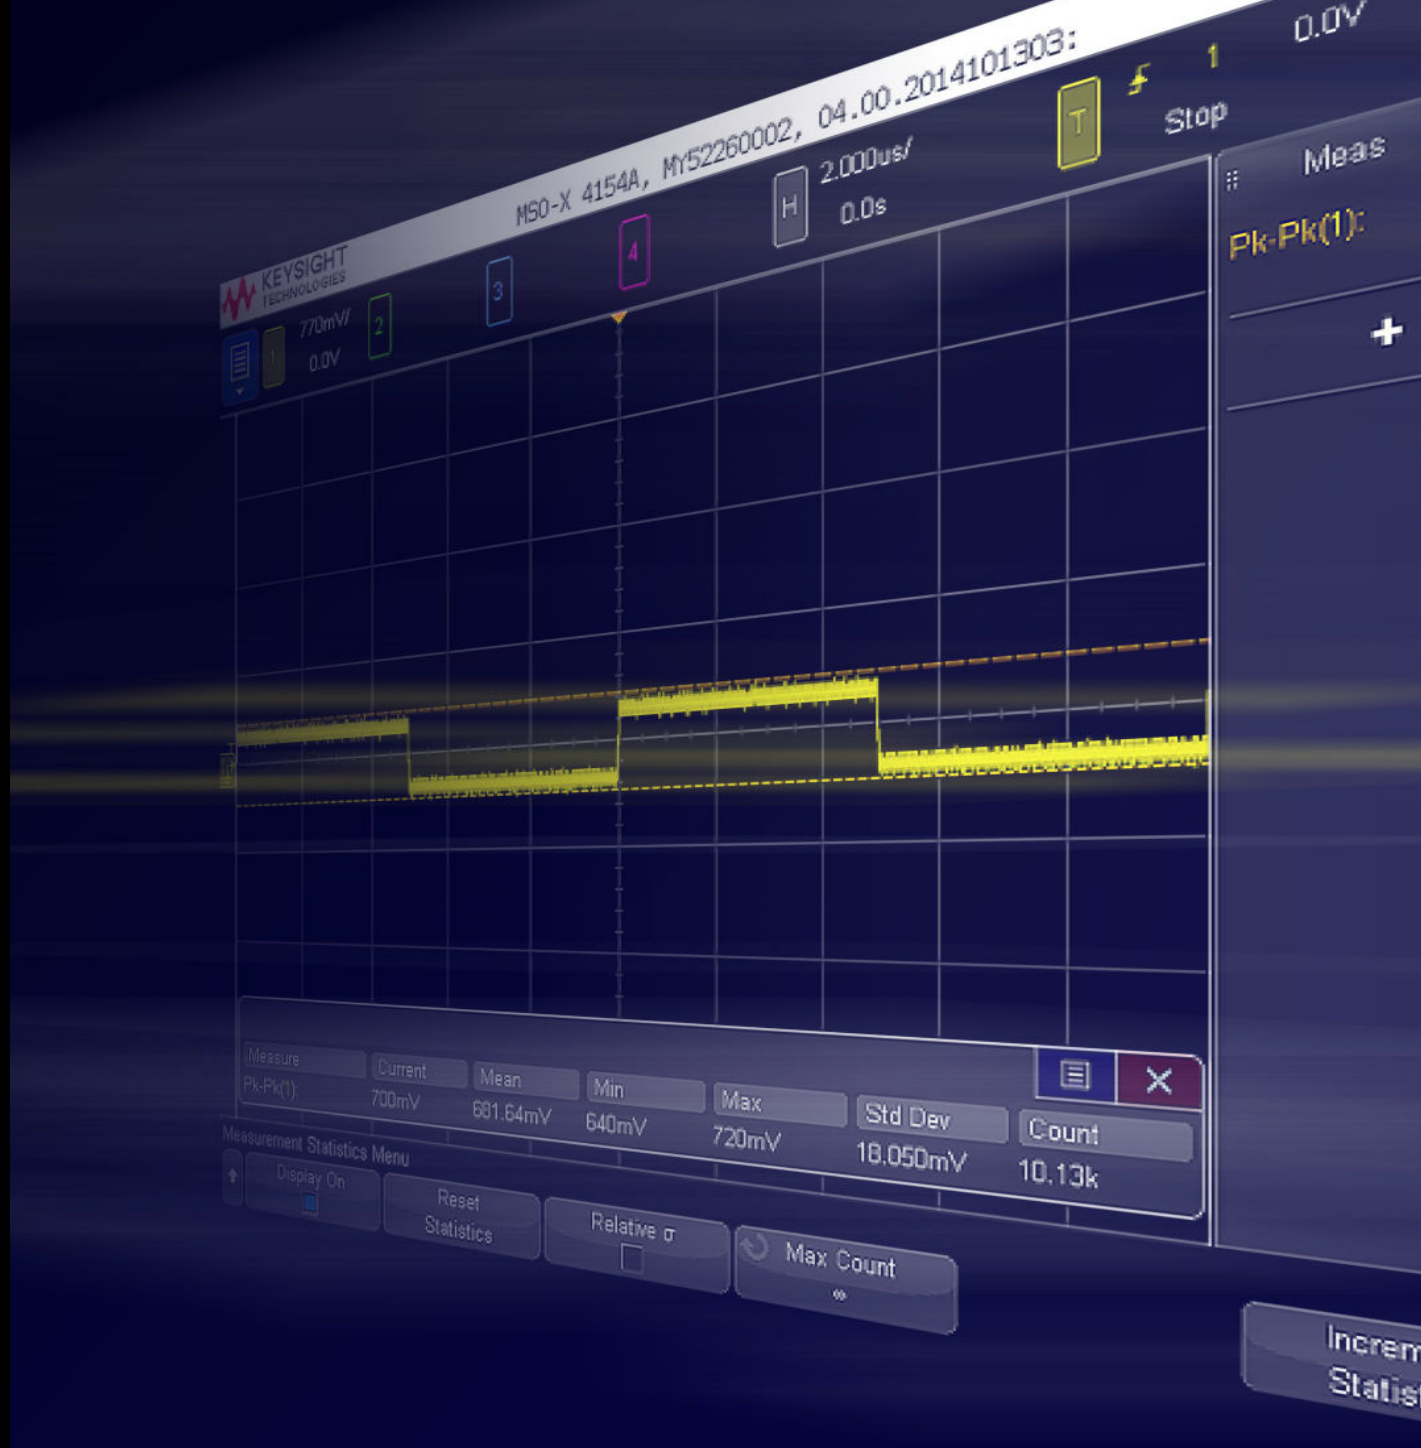 MSO-X 4154A, MY52260002, 04.00.2014101303:
KEYSIGHT
TECHNOLOGIES
1
770mV/
0.0V
2
3
4
H
2.000us/
0.0s
T
1
Stop
0.0V
Meas
Pk-Pk(1):
Measure
Current
Mean
Min
Max
Std Dev
Count
Pk-Pk(1):
700mV
681.64mV
640mV
720mV
18.050mV
10.13k
Measurement Statistics Menu
Display On
Reset
Statistics
Relative σ
Max Count
∞
Increm
Statis